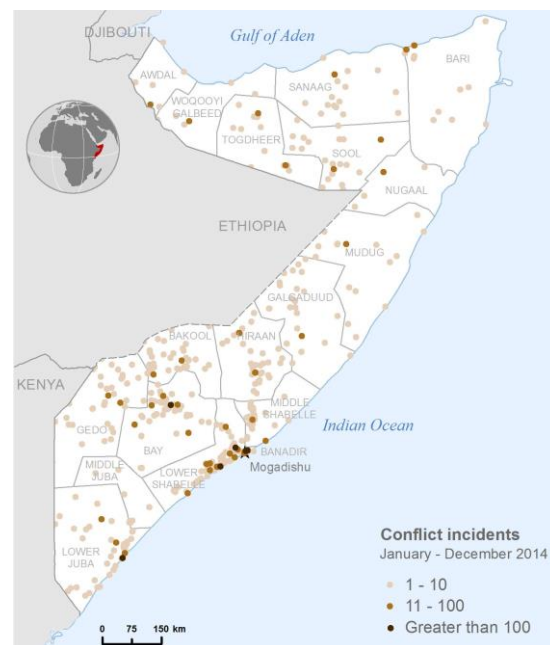 DJIBOUTI
Gulf of Aden
AWDAL
BARI
SANAAG
WOQOOYI
GALBEED
TOGDHEER
SOOL
NUGAAL
ETHIOPIA
MUDUG
GALGADUUD
BAKOOL
HIRAAN
KENYA
MIDDLE
SHABELLE
Indian Ocean
GEDO
BAY
BANADIR
Mogadishu
MIDDLE
JUBA
LOWER
SHABELLE
LOWER
JUBA
Conflict incidents
January - December 2014
1 - 10
11 - 100
Greater than 100
0 75 150 km